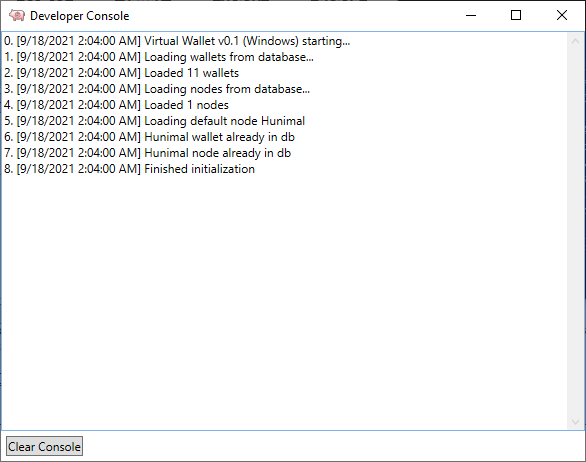 Developer Console
0. [9/18/2021 2:04:00 AM] Virtual Wallet v0.1 (Windows) starting...
1. [9/18/2021 2:04:00 AM] Loading wallets from database...
2. [9/18/2021 2:04:00 AM] Loaded 11 wallets
3. [9/18/2021 2:04:00 AM] Loading nodes from database...
4. [9/18/2021 2:04:00 AM] Loaded 1 nodes
5. [9/18/2021 2:04:00 AM] Loading default node Hunimal
6. [9/18/2021 2:04:00 AM] Hunimal wallet already in db
7. [9/18/2021 2:04:00 AM] Hunimal node already in db
8. [9/18/2021 2:04:00 AM] Finished initialization
Clear Console